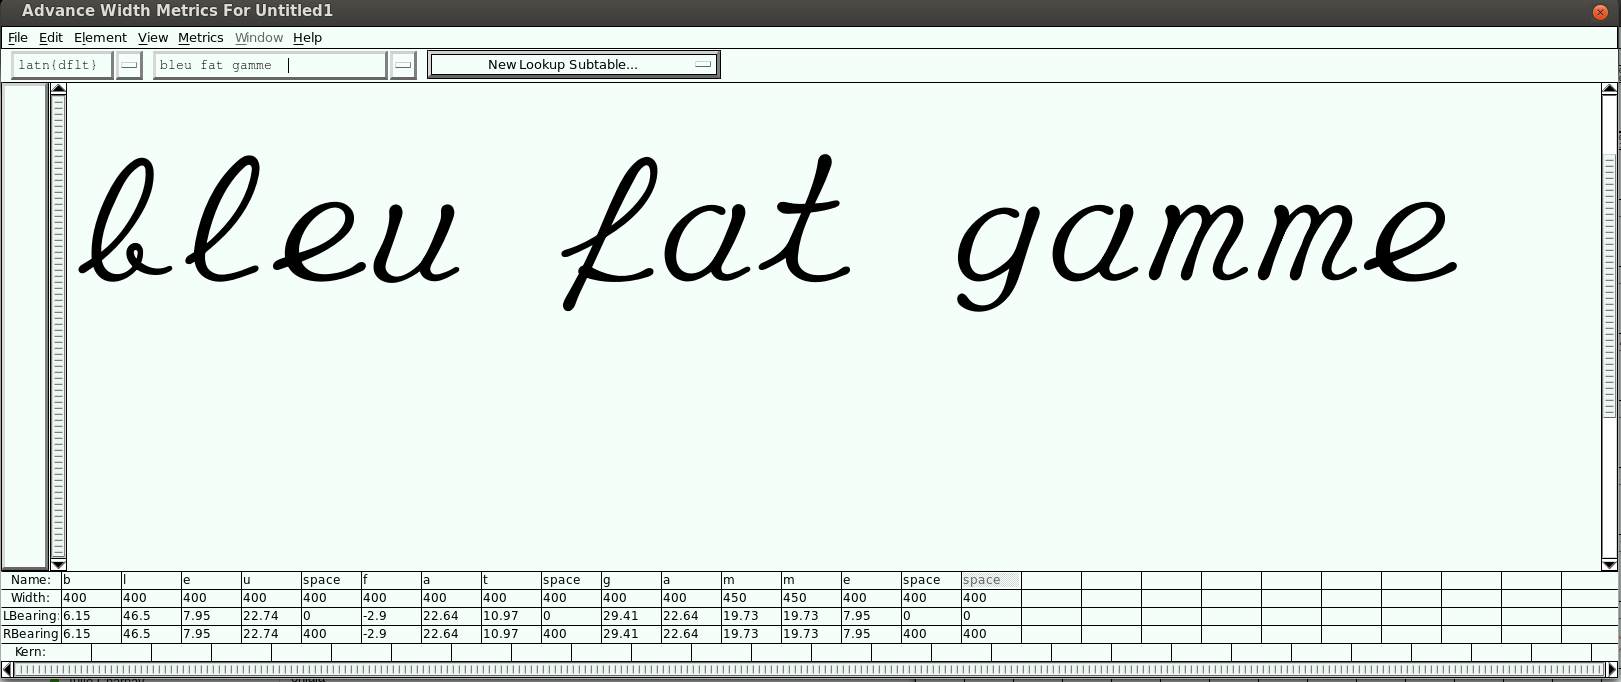 Advance Width Metrics For Untitled1
File Edit Element View Metrics Window Help
latn{dflt} bleu fat gamme New Lookup Subtable...
bleu fat gamme
Name: b l e u space f a t space g a m m e space space
Width: 400 400 400 400 400 400 400 400 400 400 400 450 450 400 400 400
LBearing: 6.15 46.5 7.95 22.74 0 -2.9 22.64 10.97 0 29.41 22.64 19.73 19.73 7.95 0 0
RBearing 6.15 46.5 7.95 22.74 400 -2.9 22.64 10.97 400 29.41 22.64 19.73 19.73 7.95 400 400
Kern: